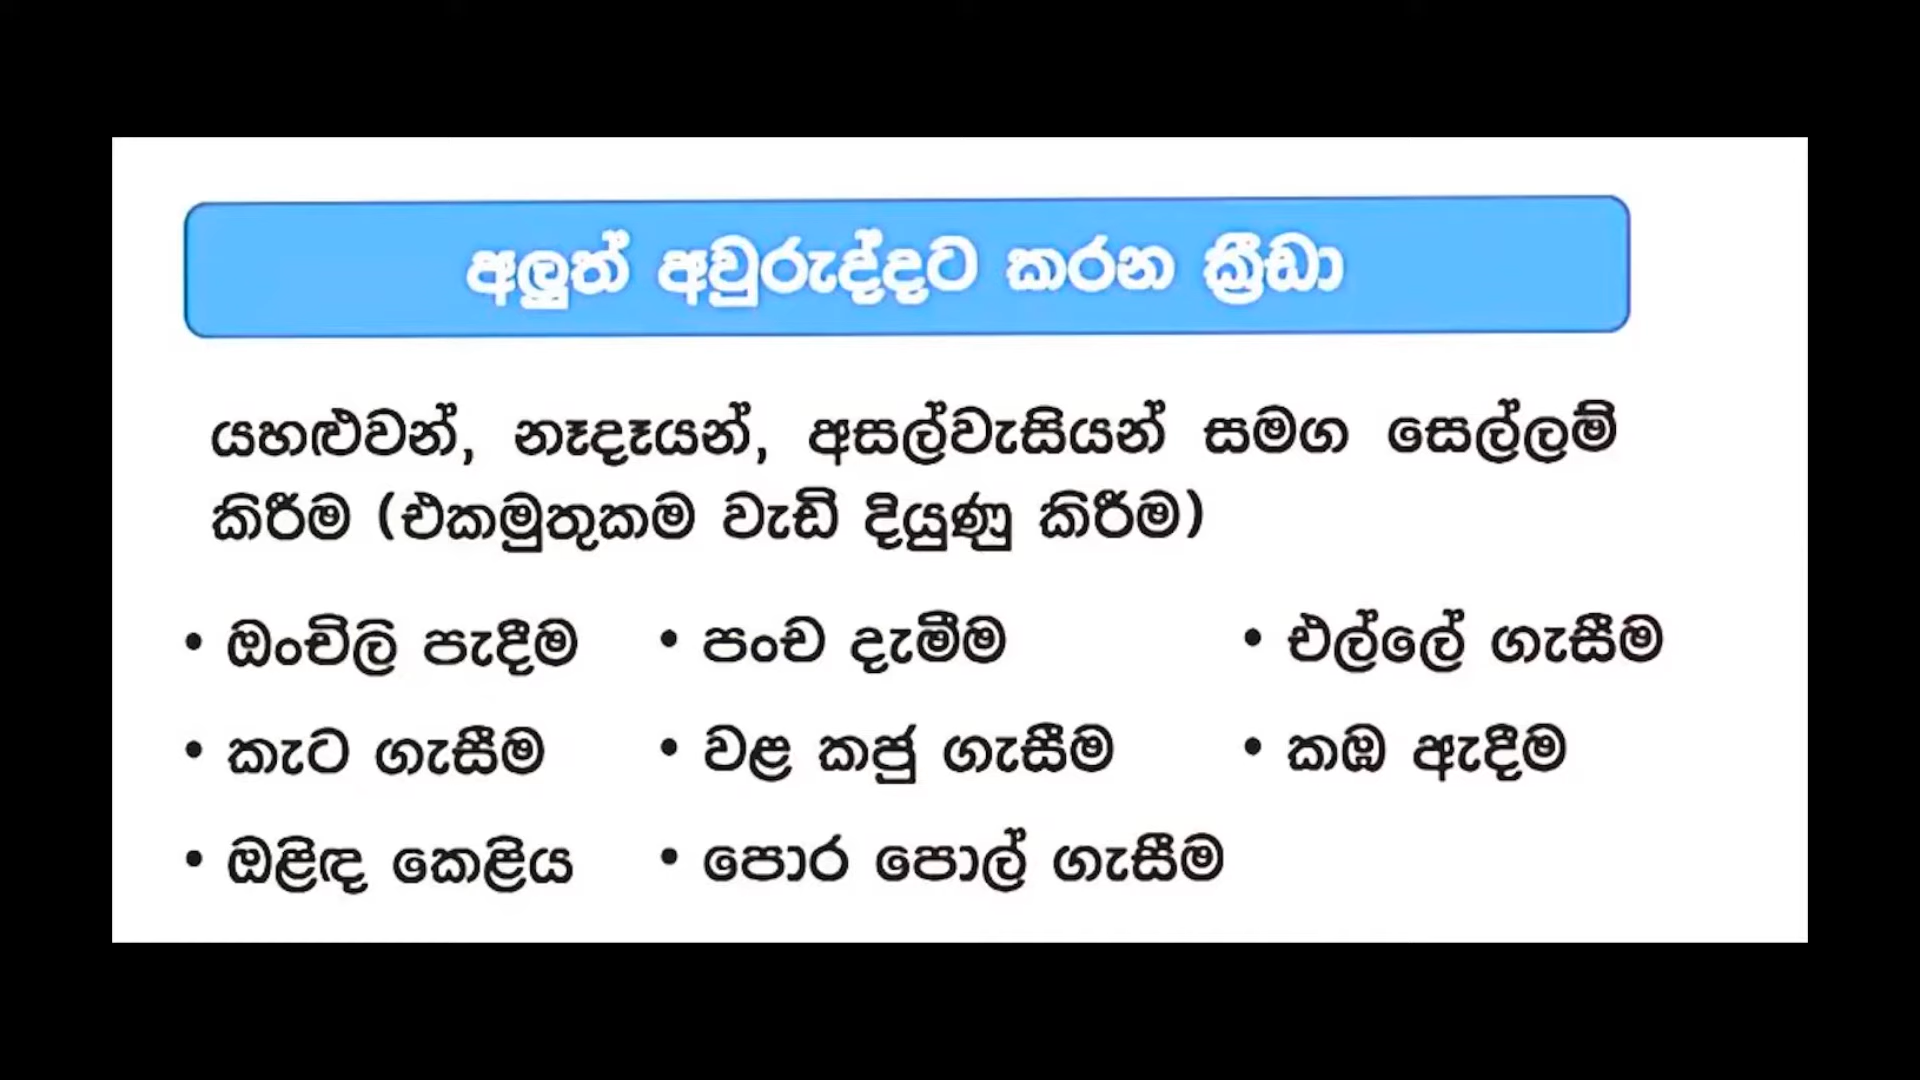 අලුත් අවුරුද්දට කරන ක්‍රීඩා
යහළුවන්, නෑදෑයන්, අසල්වැසියන් සමග සෙල්ලම්
කිරීම (එකමුතුකම වැඩි දියුණු කිරීම)
• ඔංචිලි පැදීම • පංච දැමීම • එල්ලේ ගැසීම
• කැට ගැසීම • වළ කජු ගැසීම • කඹ ඇදීම
• ඔළිඳ කෙළිය • පොර පොල් ගැසීම